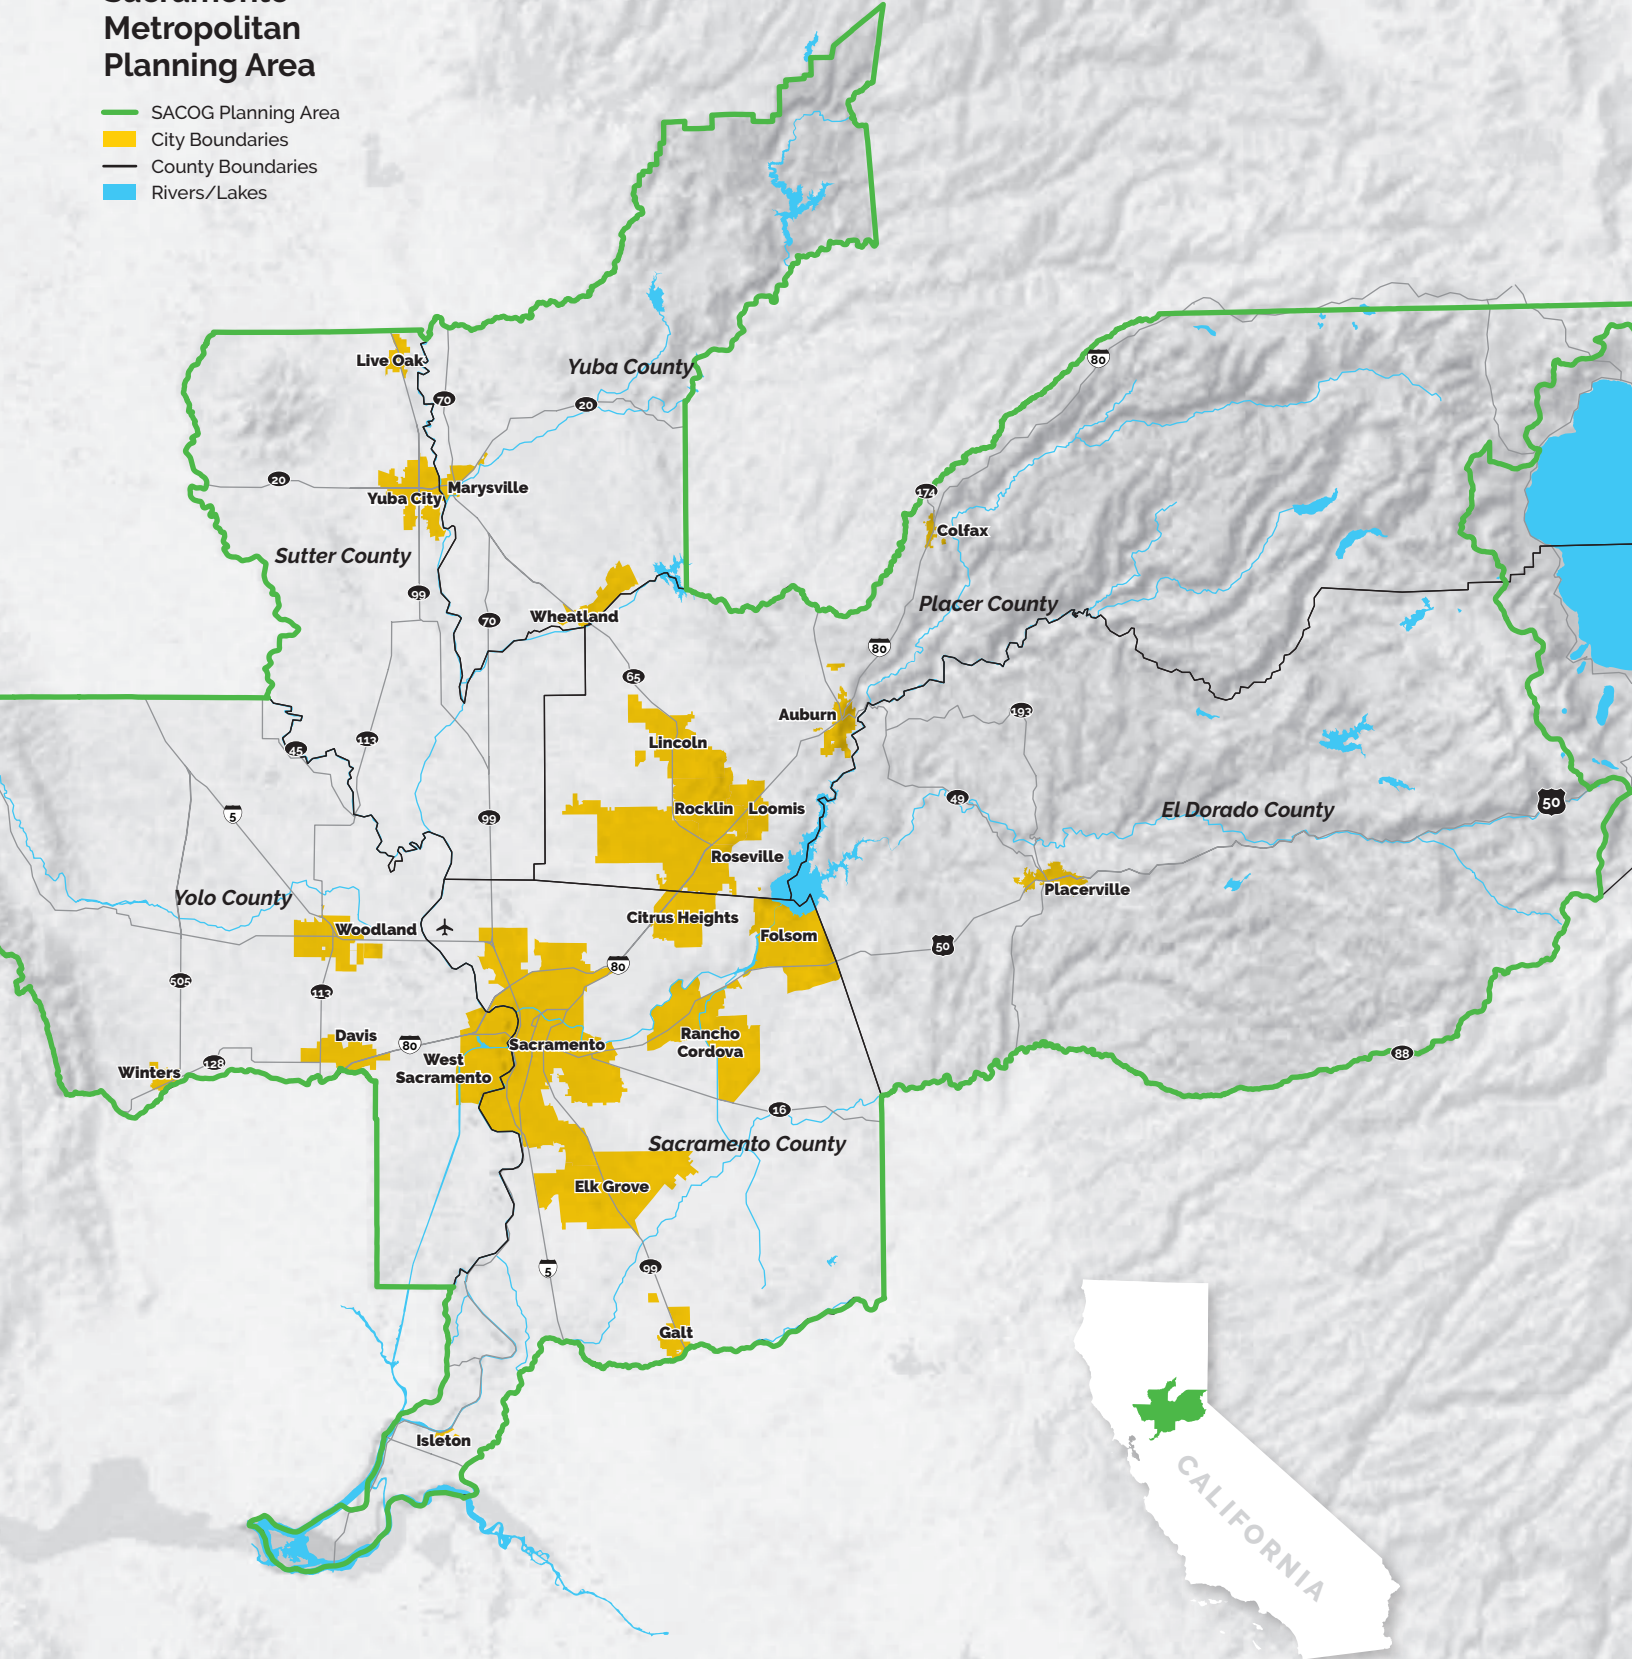 Sacramento
Metropolitan
Planning Area
SACOG Planning Area
City Boundaries
County Boundaries
Rivers/Lakes
Live Oak
Yuba County
80
70
20
20
Marysville
Yuba City
174
Colfax
Sutter County
99
70
Wheatland
Placer County
80
65
193
Auburn
45
113
Lincoln
5
99
Rocklin
Loomis
49
El Dorado County
50
Roseville
Yolo County
Placerville
Woodland
Citrus Heights
Folsom
50
80
505
113
Davis
80
Sacramento
Rancho
Cordova
88
Winters
128
West
Sacramento
16
Sacramento County
Elk Grove
5
99
Galt
Isleton
CALIFORNIA